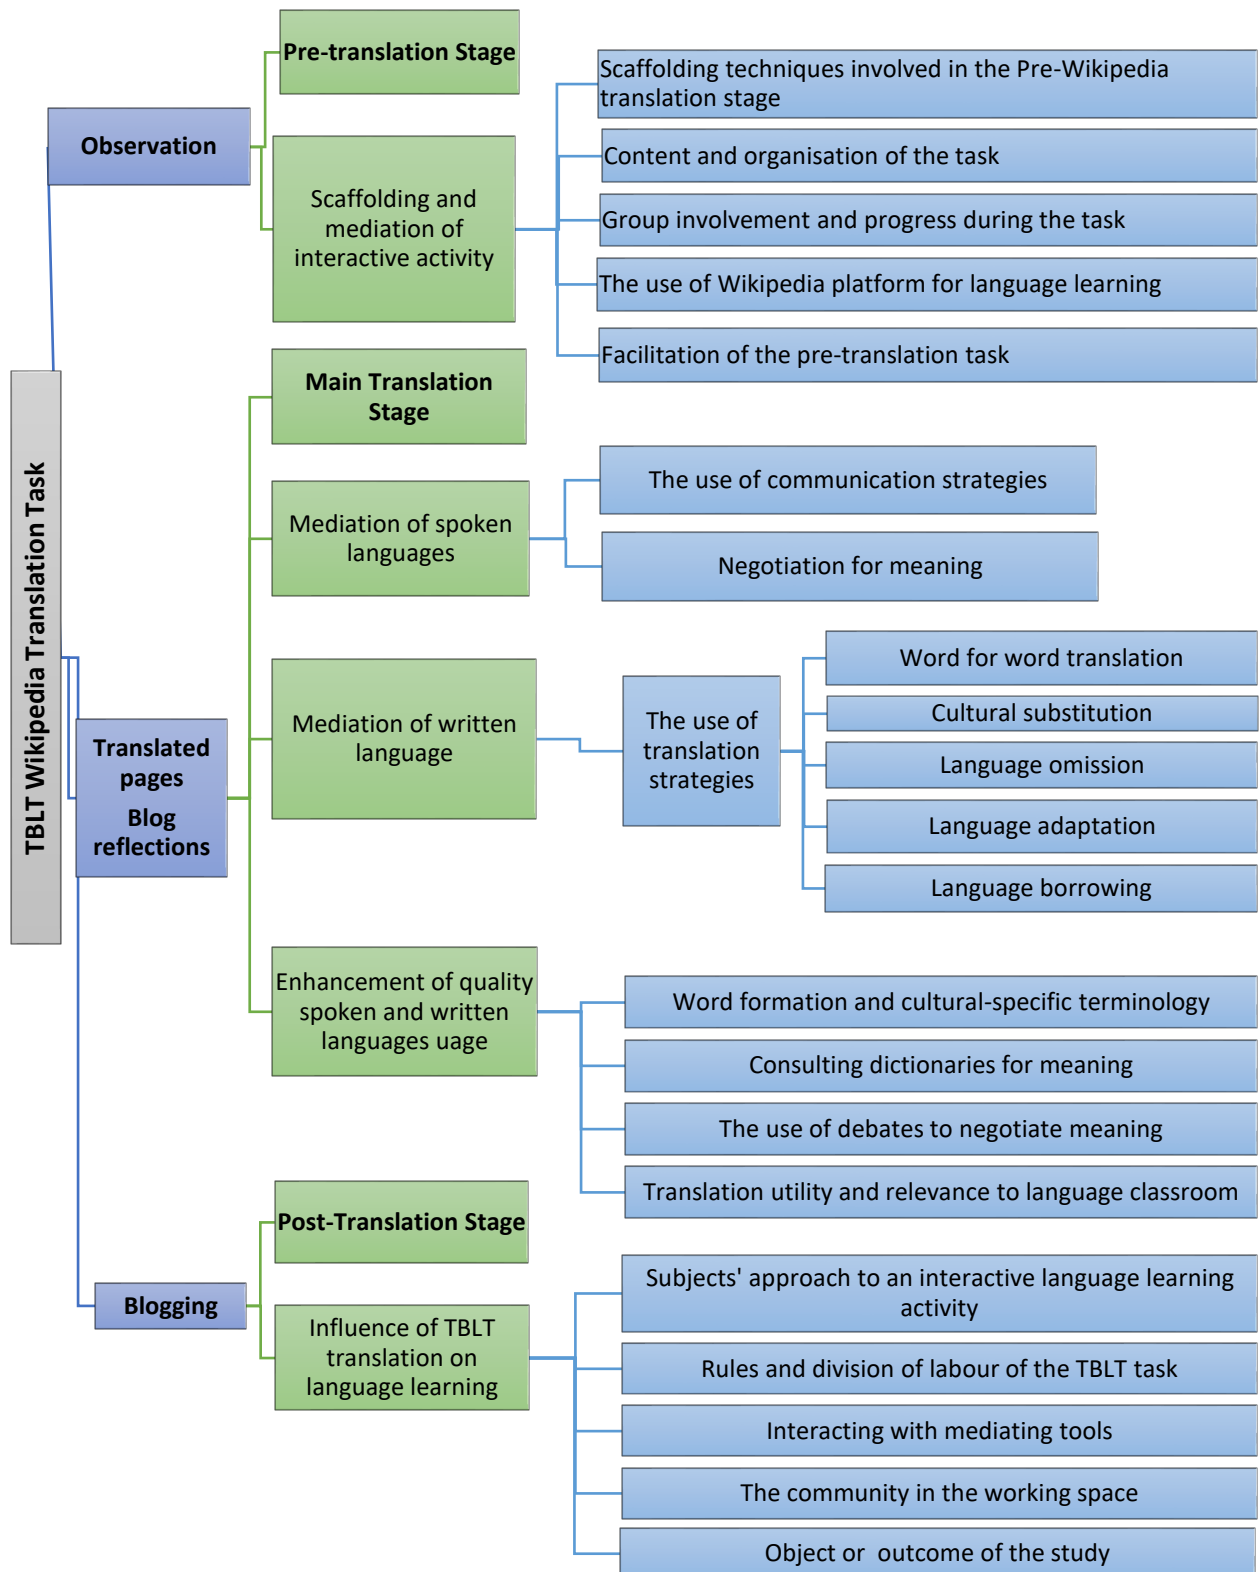 TBLT Wikipedia Translation Task
Observation
Pre-translation Stage
Scaffolding and
mediation of
interactive activity
Scaffolding techniques involved in the Pre-Wikipedia
translation stage
Content and organisation of the task
Group involvement and progress during the task
The use of Wikipedia platform for language learning
Facilitation of the pre-translation task
Translated
pages
Blog
reflections
Main Translation
Stage
Mediation of spoken
languages
The use of communication strategies
Negotiation for meaning
Mediation of written
language
The use of
translation
strategies
Word for word translation
Cultural substitution
Language omission
Language adaptation
Language borrowing
Enhancement of quality
spoken and written
languages uage
Word formation and cultural-specific terminology
Consulting dictionaries for meaning
The use of debates to negotiate meaning
Translation utility and relevance to language classroom
Blogging
Post-Translation Stage
Influence of TBLT
translation on
language learning
Subjects' approach to an interactive language learning
activity
Rules and division of labour of the TBLT task
Interacting with mediating tools
The community in the working space
Object or  outcome of the study